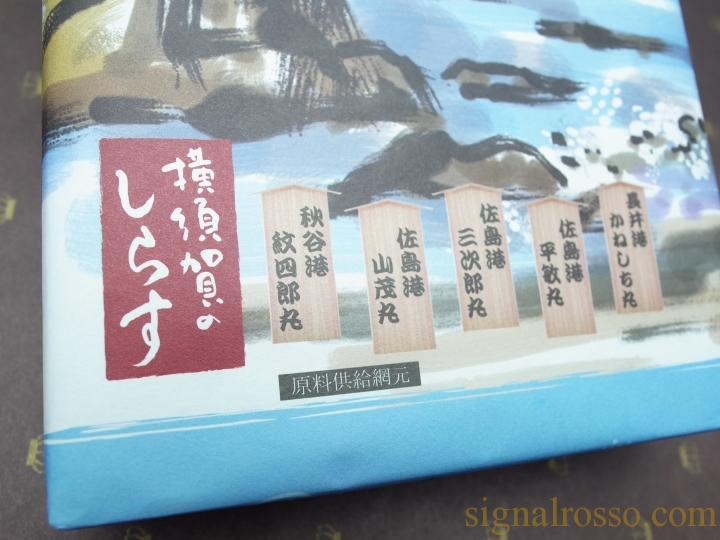 横須賀の
しらす
長井港
かねしち丸
佐島港
平敏丸
佐島港
三次郎丸
佐島港
山茂丸
秋谷港
紋四郎丸
原料供給網元
signalrosso.com